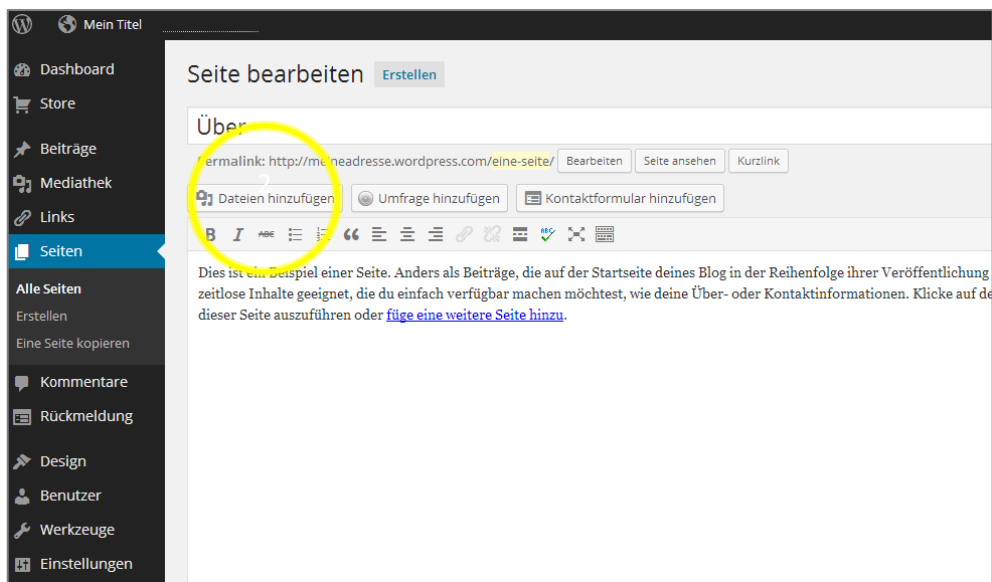 Mein Titel
Dashboard
Store
Beiträge
Mediathek
Links
Seiten
Alle Seiten
Erstellen
Eine Seite kopieren
Kommentare
Rückmeldung
Design
Benutzer
Werkzeuge
Einstellungen
Seite bearbeiten Erstellen
Über
Permalink: http://meineadresse.wordpress.com/eine-seite/ Bearbeiten Seite ansehen Kurzlink
2
Dateien hinzufügen Umfrage hinzufügen Kontaktformular hinzufügen
B I ABC
Dies ist ein Beispiel einer Seite. Anders als Beiträge, die auf der Startseite deines Blog in der Reihenfolge ihrer Veröffentlichung
zeitlose Inhalte geeignet, die du einfach verfügbar machen möchtest, wie deine Über- oder Kontaktinformationen. Klicke auf de
dieser Seite auszuführen oder füge eine weitere Seite hinzu.